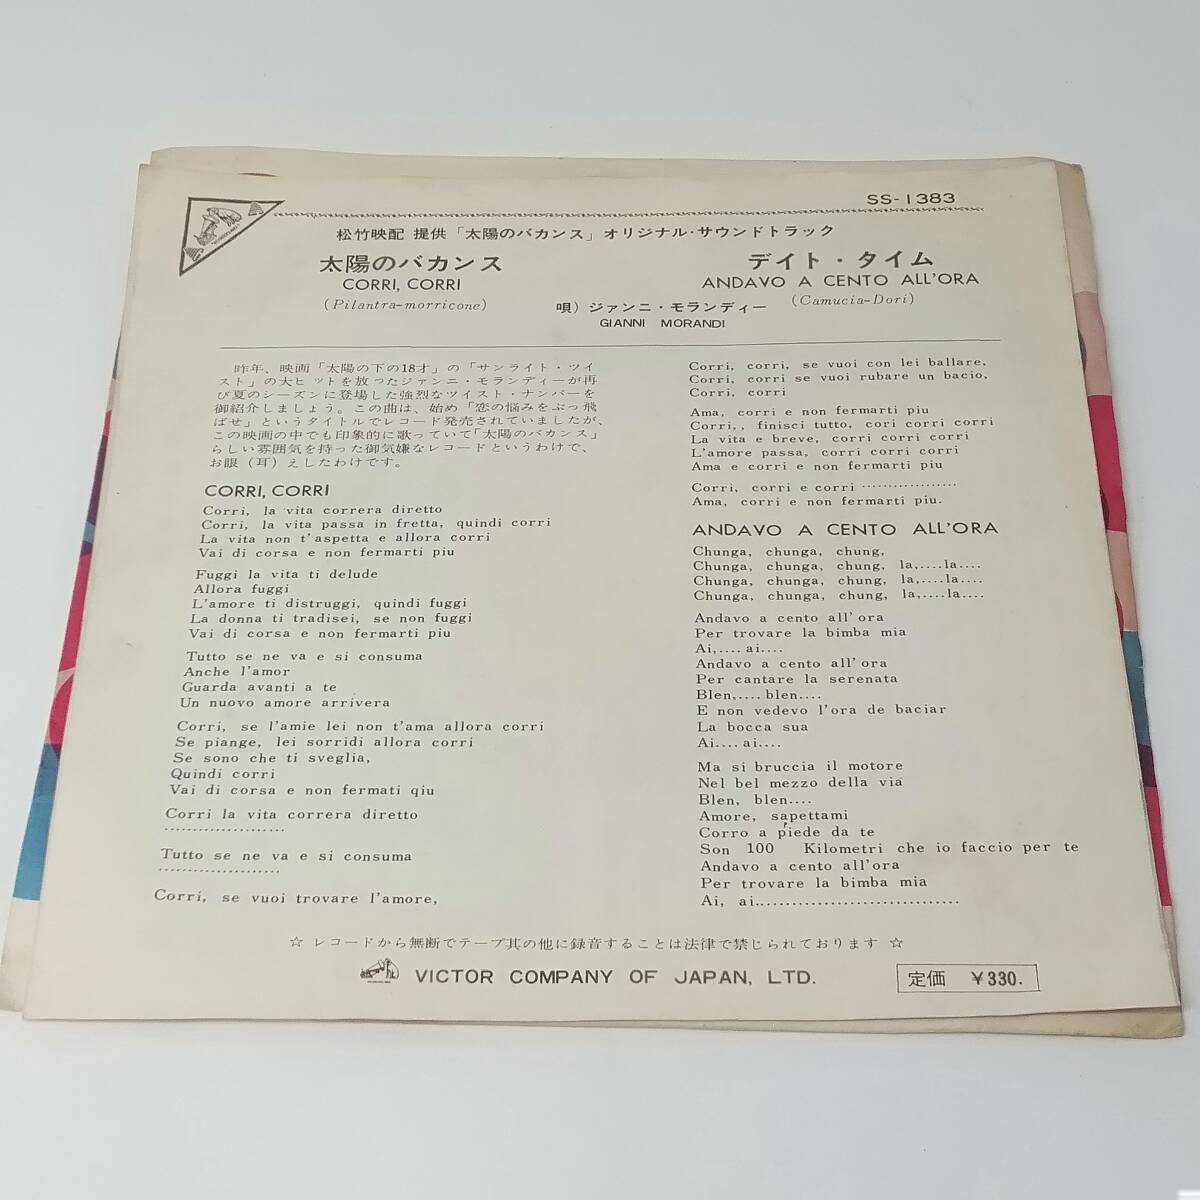 SS-1383
松竹映配 提供「太陽のバカンス」オリジナル・サウンドトラック
太陽のバカンス
CORRI, CORRI
(Pilantra-morricone)
デイト・タイム
ANDAVO A CENTO ALL'ORA
(Camucia-Dori)
唄) ジァンニ・モランディー
GIANNI MORANDI
昨年、映画「太陽の下の18才」の「サンライト・ツイ
スト」の大ヒットを放ったジァンニ・モランディーが再
び夏のシーズンに登場した強烈なツイスト・ナンバーを
御紹介しましょう。この曲は、始め「恋の悩みをぶっ飛
ばせ」というタイトルでレコード発売されていましたが、
この映画の中でも印象的に歌っていて「太陽のバカンス」
らしい雰囲気を持った御気嫌なレコードというわけで、
お眼（耳）えしたわけです。
CORRI, CORRI
Corri, la vita correra diretto
Corri, la vita passa in fretta, quindi corri
La vita non t'aspetta e allora corri
Vai di corsa e non fermarti piu
Fuggi la vita ti delude
Allora fuggi
L'amore ti distruggi, quindi fuggi
La donna ti tradisei, se non fuggi
Vai di corsa e non fermarti piu
Tutto se ne va e si consuma
Anche l'amor
Guarda avanti a te
Un nuovo amore arrivera
Corri, se l'amie lei non t'ama allora corri
Se piange, lei sorridi allora corri
Se sono che ti sveglia,
Quindi corri
Vai di corsa e non fermati qiu
Corri la vita correra diretto
.....................
Tutto se ne va e si consuma
.....................
Corri, se vuoi trovare l'amore,
Corri, corri, se vuoi con lei ballare,
Corri, corri se vuoi rubare un bacio,
Corri, corri
Ama, corri e non fermarti piu
Corri,, finisci tutto, cori corri corri
La vita e breve, corri corri corri
L'amore passa, corri corri corri
Ama e corri e non fermarti piu
Corri, corri e corri ..................
Ama, corri e non fermarti piu.
ANDAVO A CENTO ALL'ORA
Chunga, chunga, chung,
Chunga, chunga, chung, la,....la....
Chunga, chunga, chung, la,....la....
Chunga, chunga, chung, la,....la....
Andavo a cento all'ora
Per trovare la bimba mia
Ai,.... ai....
Andavo a cento all'ora
Per cantare la serenata
Blen,.... blen....
E non vedevo l'ora de baciar
La bocca sua
Ai.... ai....
Ma si bruccia il motore
Nel bel mezzo della via
Blen, blen....
Amore, sapettami
Corro a piede da te
Son 100 Kilometri che io faccio per te
Andavo a cento all'ora
Per trovare la bimba mia
Ai, ai................................
☆ レコードから無断でテープ其の他に録音することは法律で禁じられております ☆
VICTOR COMPANY OF JAPAN, LTD.
定価 ￥330.